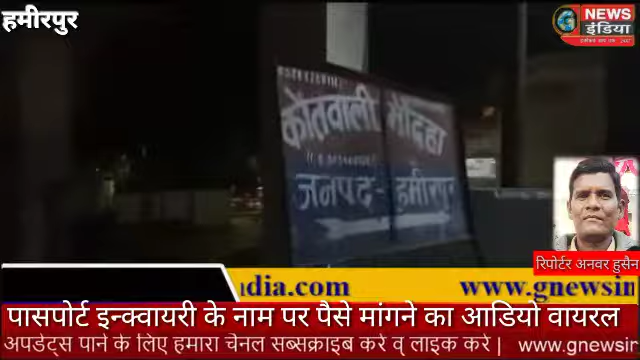 हमीरपुर
G NEWS
इंडिया
कोतवाली मौदहा
जनपद-हमीरपुर
रिपोर्टर अनवर हुसैन
dia.com www.gnewsin
पासपोर्ट इन्क्वायरी के नाम पर पैसे मांगने का आडियो वायरल
अपडेट्स पाने के लिए हमारा चेनल सब्सक्राइब करे व् लाइक करे | www.gnewsin